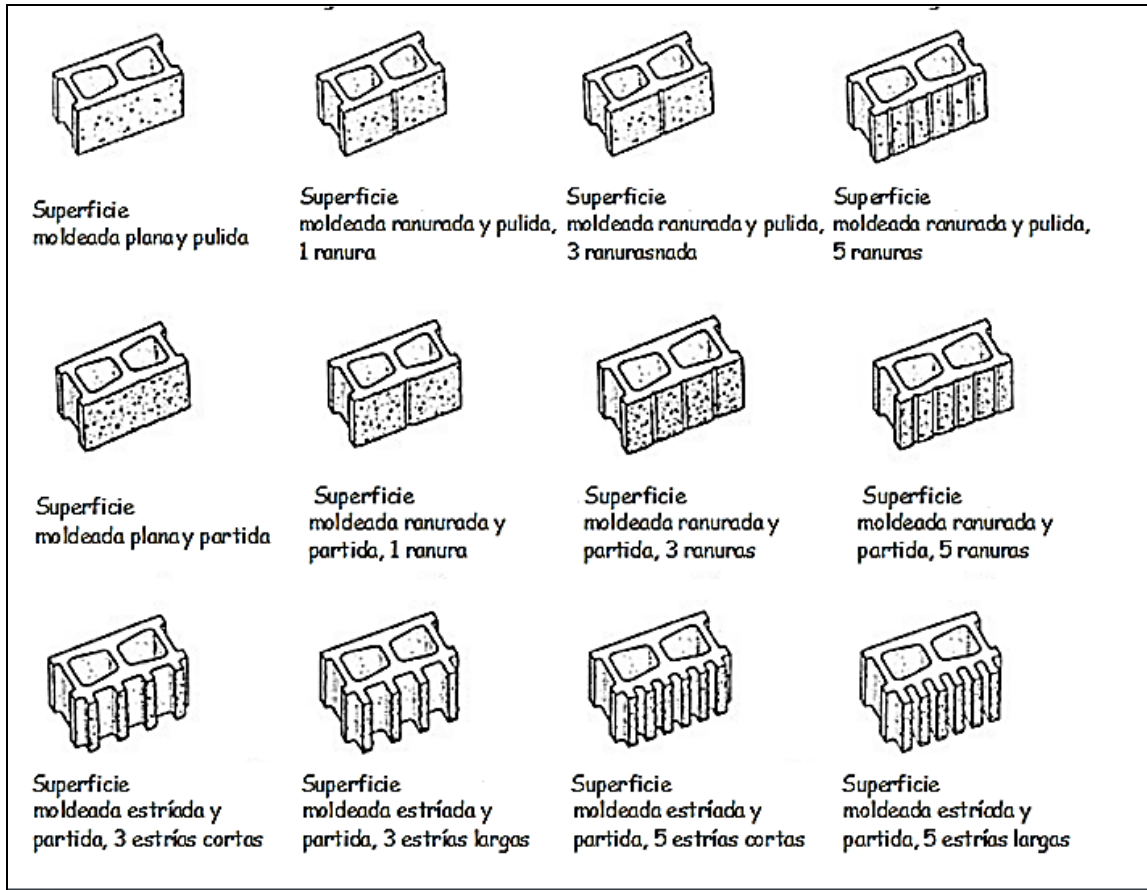 Superficie
moldeada plana y pulida
Superficie
moldeada ranurada y pulida,
1 ranura
Superficie
moldeada ranurada y pulida,
3 ranurasnada
Superficie
moldeada ranurada y pulida,
5 ranuras
Superficie
moldeada plana y partida
Superficie
moldeada ranurada y
partida, 1 ranura
Superficie
moldeada ranurada y
partida, 3 ranuras
Superficie
moldeada ranurada y
partida, 5 ranuras
Superficie
moldeada estríada y
partida, 3 estrías cortas
Superficie
moldeada estríada y
partida, 3 estrías largas
Superficie
moldeada estríada y
partida, 5 estrías cortas
Superficie
moldeada estríada y
partida, 5 estrías largas